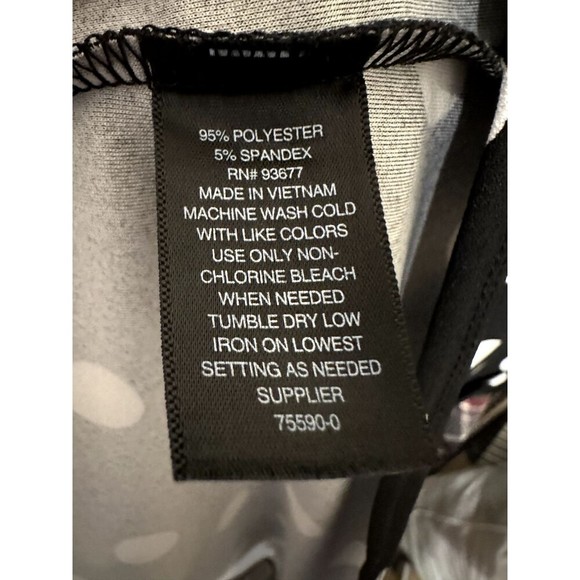 95% POLYESTER
5% SPANDEX
RN# 93677
MADE IN VIETNAM
MACHINE WASH COLD
WITH LIKE COLORS
USE ONLY NON-
CHLORINE BLEACH
WHEN NEEDED
TUMBLE DRY LOW
IRON ON LOWEST
SETTING AS NEEDED
SUPPLIER
75590-0